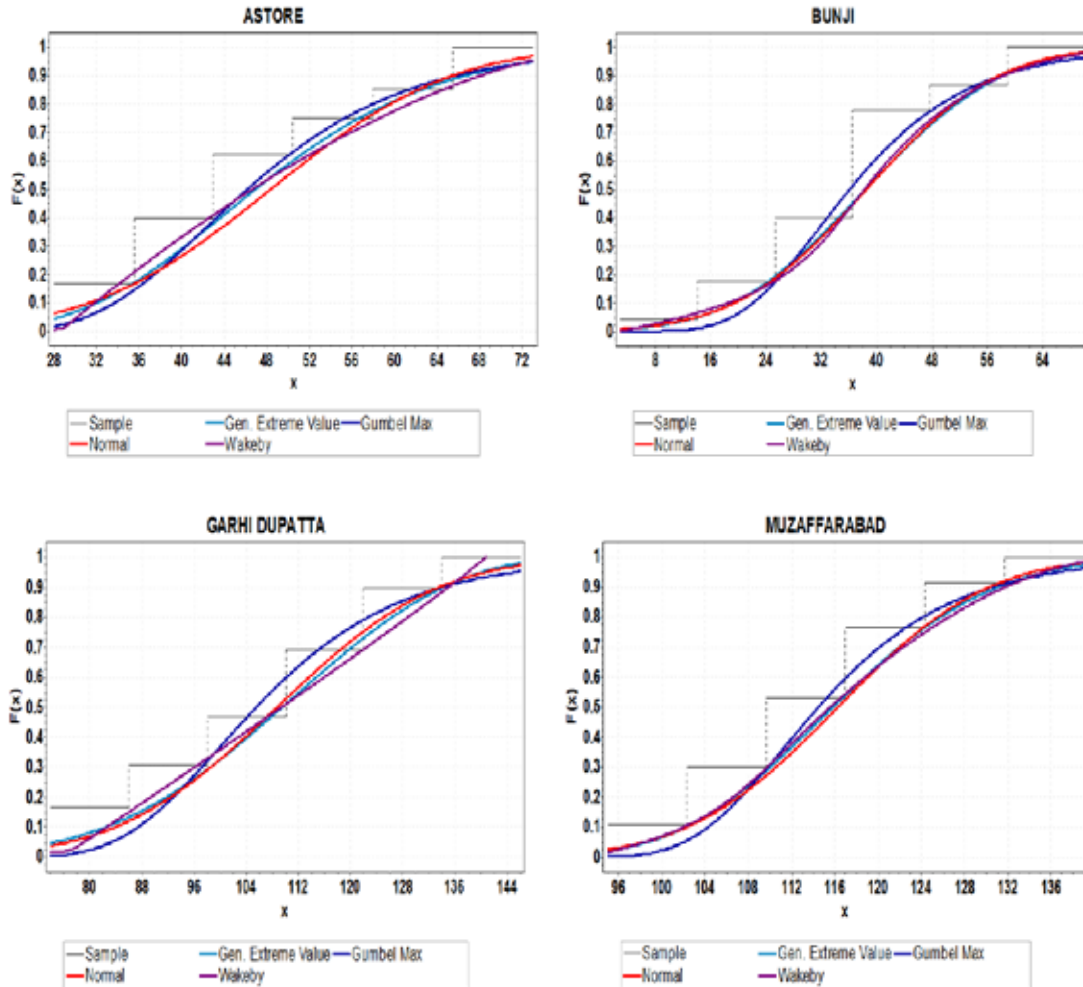 ASTORE
F(x)
1
0.9
0.8
0.7
0.6
0.5
0.4
0.3
0.2
0.1
0
28 32 36 40 44 48 52 56 60 64 68 72
x
Sample Gen. Extreme Value Gumbel Max
Normal Wakeby
BUNJI
F(x)
1
0.9
0.8
0.7
0.6
0.5
0.4
0.3
0.2
0.1
0
8 16 24 32 40 48 56 64
x
Sample Gen. Extreme Value Gumbel Max
Normal Wakeby
GARHI DUPATTA
F(x)
1
0.9
0.8
0.7
0.6
0.5
0.4
0.3
0.2
0.1
0
80 88 96 104 112 120 128 136 144
x
Sample Gen. Extreme Value Gumbel Max
Normal Wakeby
MUZAFFARABAD
F(x)
1
0.9
0.8
0.7
0.6
0.5
0.4
0.3
0.2
0.1
0
96 100 104 108 112 116 120 124 128 132 136
x
Sample Gen. Extreme Value Gumbel Max
Normal Wakeby